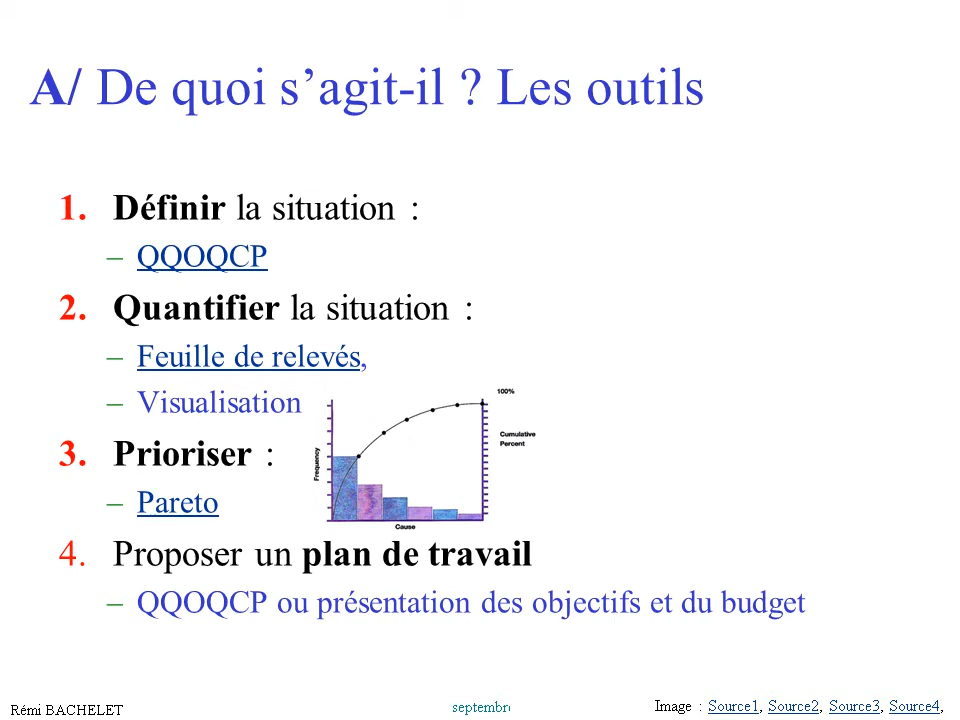 A/ De quoi s’agit-il ? Les outils
1. Définir la situation :
– QQOQCP
2. Quantifier la situation :
– Feuille de relevés,
– Visualisation
3. Prioriser :
– Pareto
100%
Cumulative
Percent
Frequency
Cause
4. Proposer un plan de travail
– QQOQCP ou présentation des objectifs et du budget
Rémi BACHELET
septembre
Image : Source1, Source2, Source3, Source4,